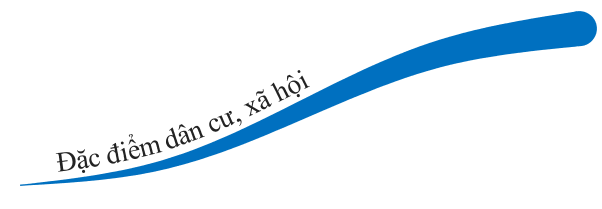 Đặc điểm dân cư, xã hội